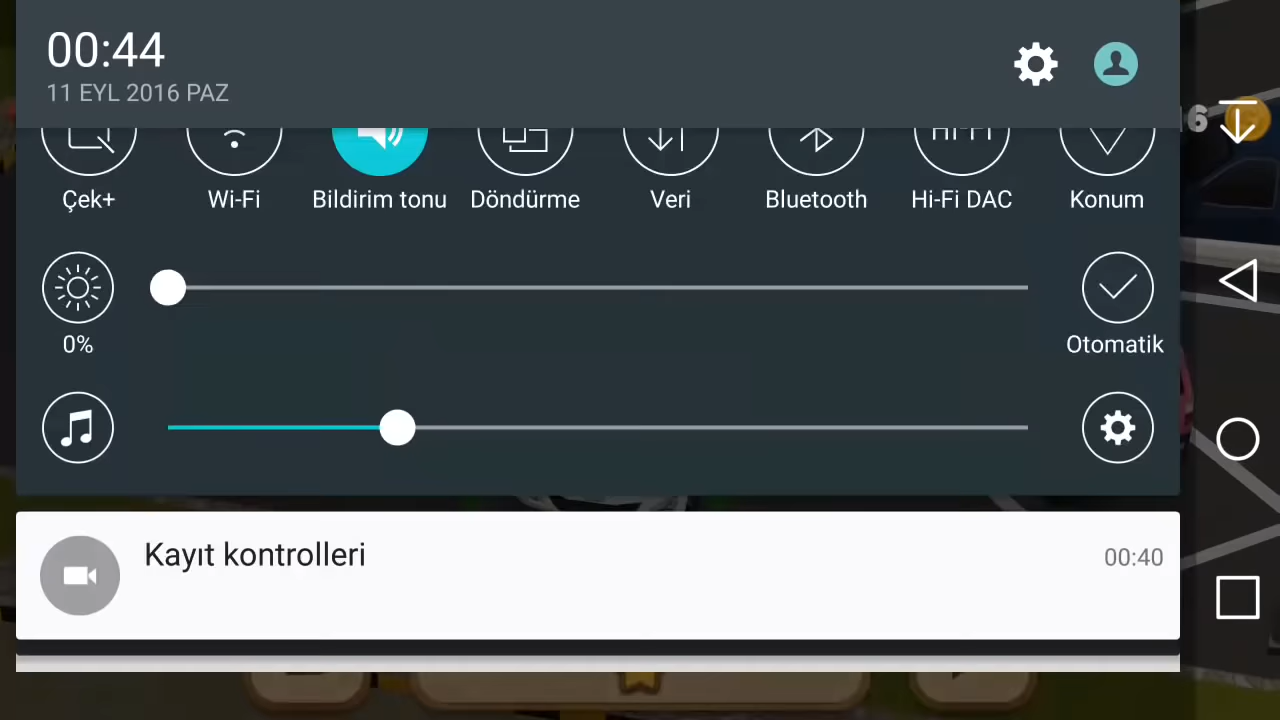 00:44
11 EYL 2016 PAZ
Çek+ Wi-Fi Bildirim tonu Döndürme Veri Bluetooth Hi-Fi DAC Konum
0% Otomatik
Kayıt kontrolleri 00:40